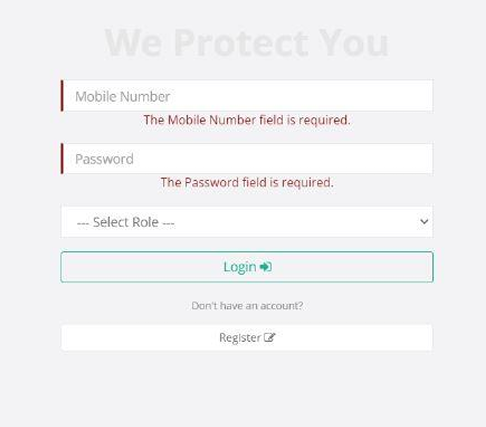 We Protect You
Mobile Number
The Mobile Number field is required.
Password
The Password field is required.
--- Select Role ---
Login
Don't have an account?
Register